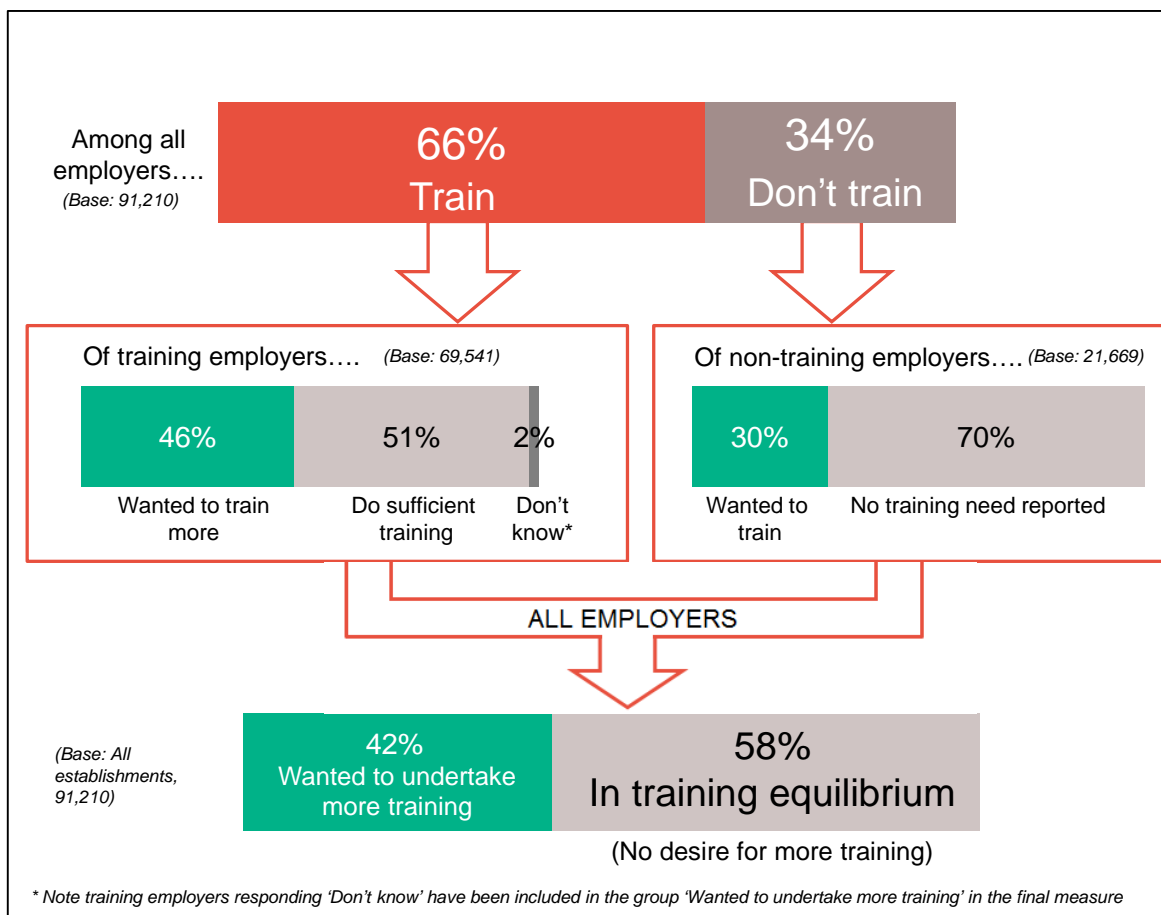 Among all
employers….
(Base: 91,210)
66%
Train
34%
Don’t train
Of training employers…. (Base: 69,541)
46%
51%
2%
Wanted to train
more
Do sufficient
training
Don’t
know*
Of non-training employers…. (Base: 21,669)
30%
70%
Wanted to
train
No training need reported
ALL EMPLOYERS
(Base: All
establishments,
91,210)
42%
Wanted to undertake
more training
58%
In training equilibrium
(No desire for more training)
* Note training employers responding ‘Don’t know’ have been included in the group ‘Wanted to undertake more training’ in the final measure